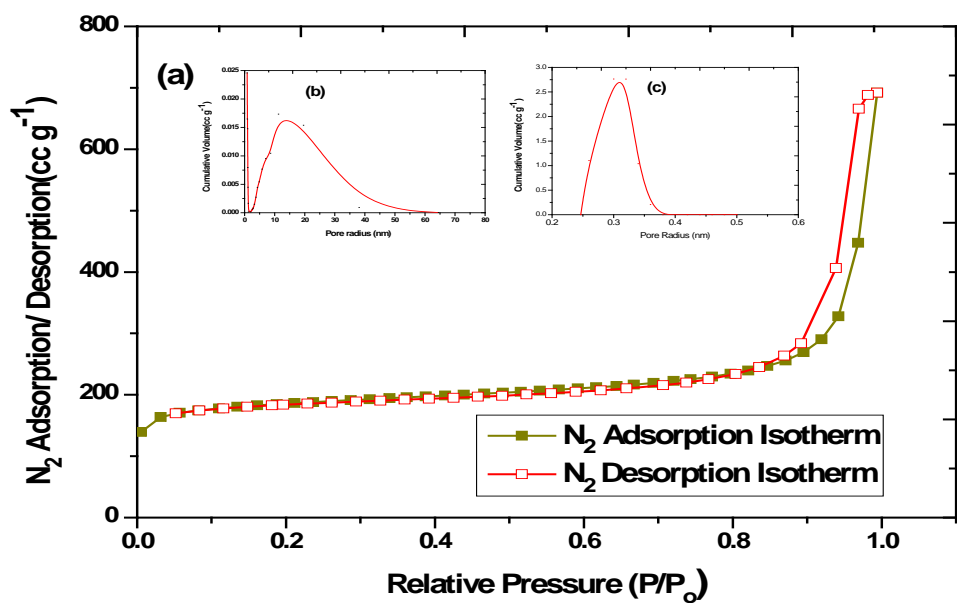 (a)
N2 Adsorption/ Desorption(cc g-1)
800
600
400
200
0
0.0 0.2 0.4 0.6 0.8 1.0
Relative Pressure (P/Po)
N2 Adsorption Isotherm
N2 Desorption Isotherm
(b)
Cumulative Volume(cc g-1)
0.025
0.020
0.015
0.010
0.005
0.000
0 10 20 30 40 50 60 70 80
Pore radius (nm)
(c)
Cumulative Volume(cc g-1)
3.0
2.5
2.0
1.5
1.0
0.5
0.0
0.2 0.3 0.4 0.5 0.6
Pore Radius (nm)